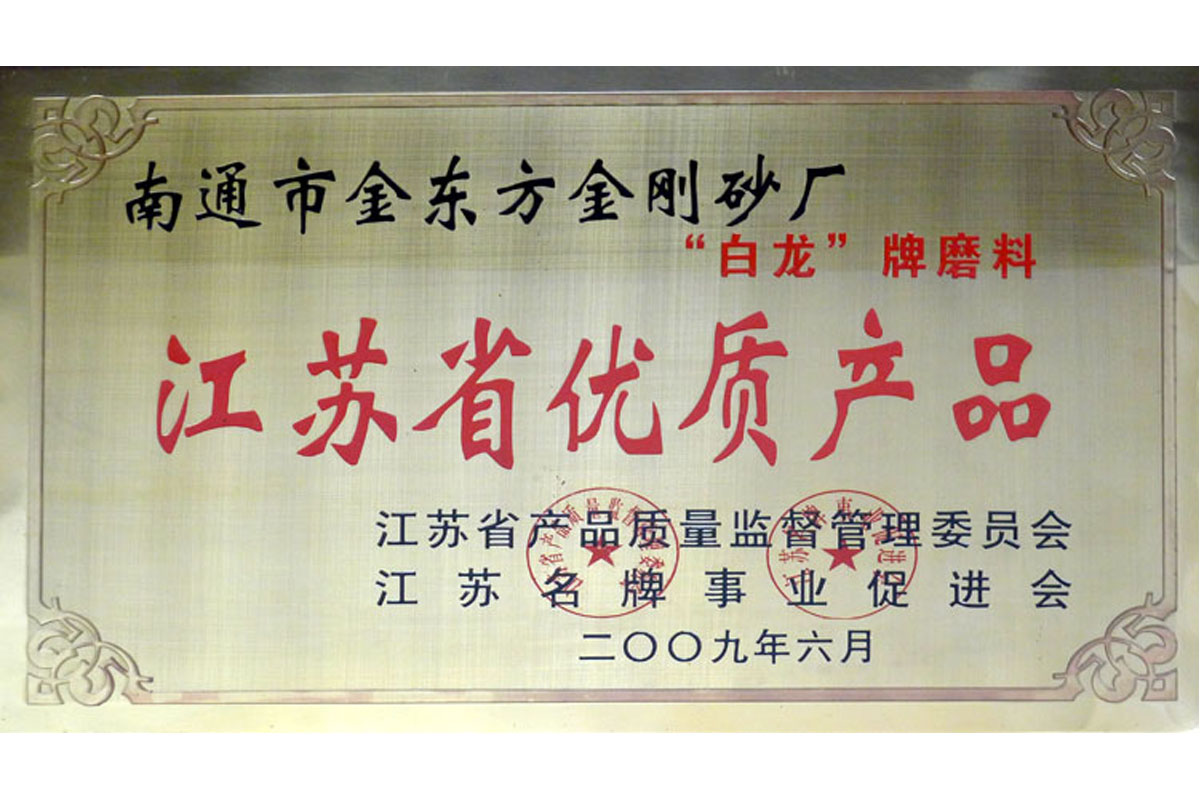 南通市金东方金刚砂厂
“白龙”牌磨料
江苏省优质产品
江苏省产品质量监督管理委员会
江苏名牌事业促进会
二〇〇九年六月